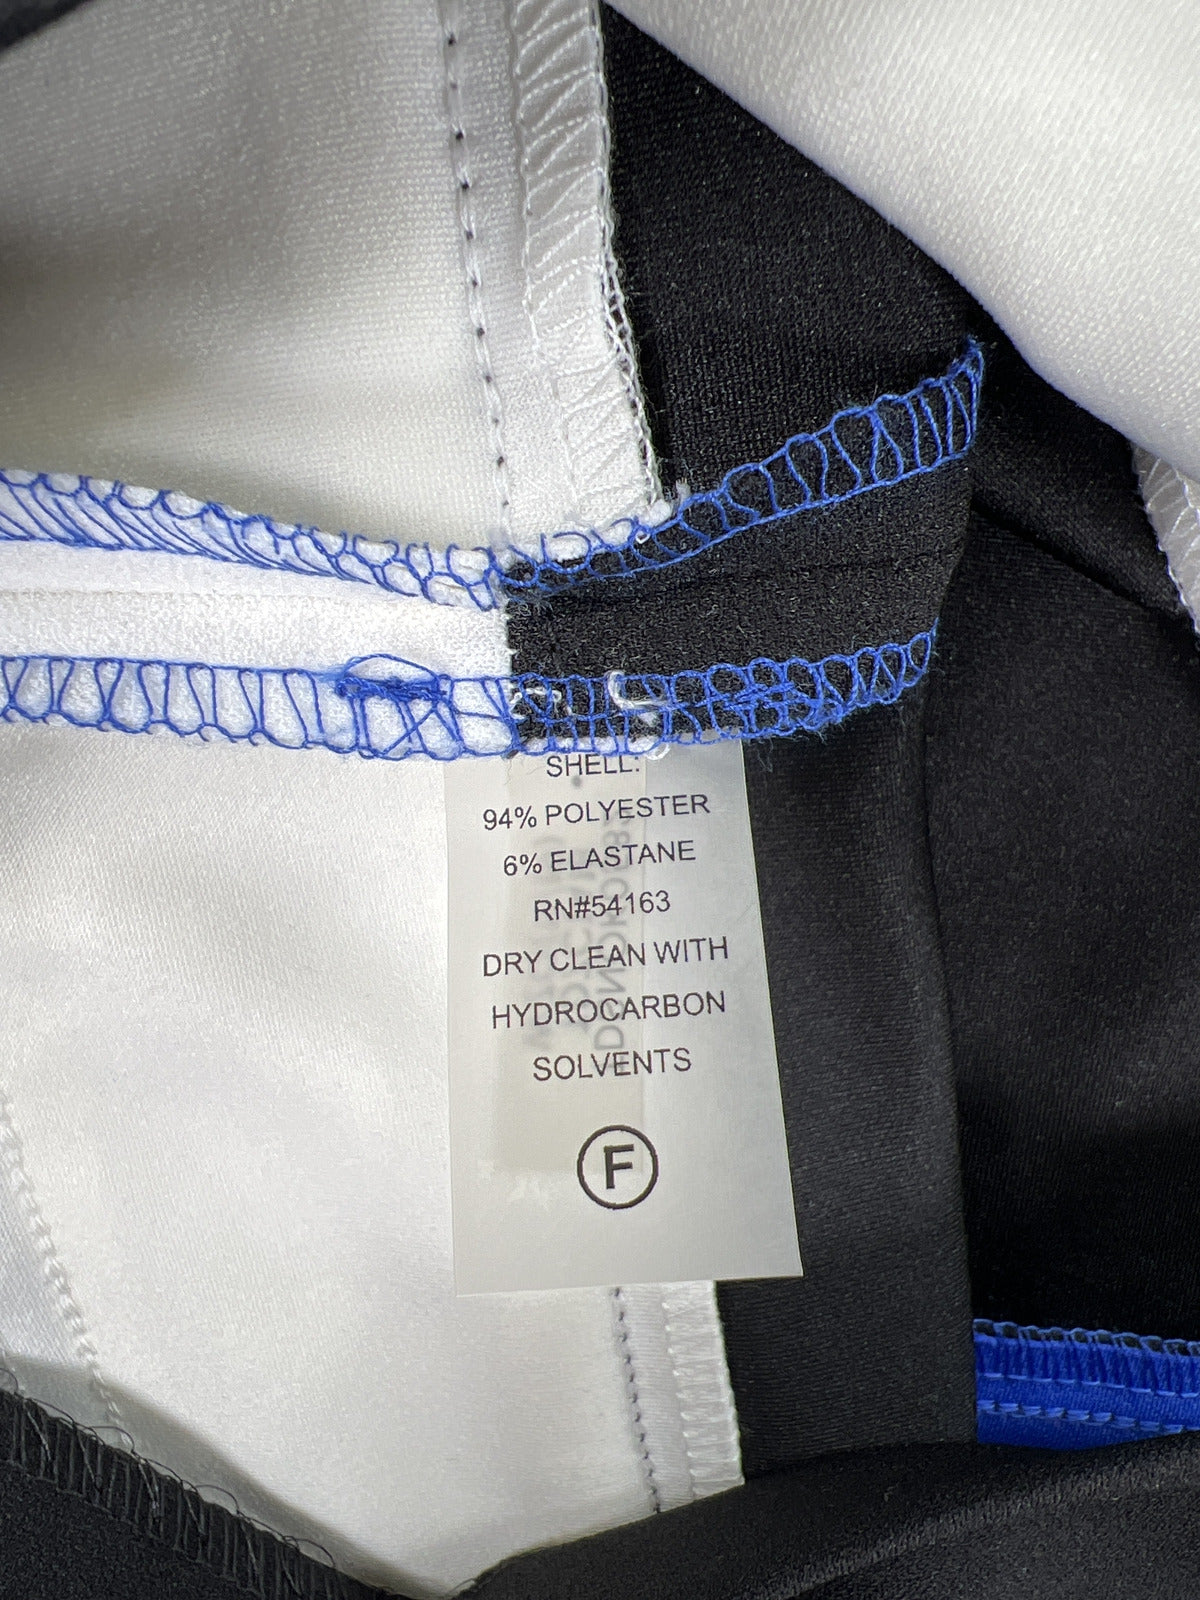 SHELL:
94% POLYESTER
6% ELASTANE
RN#54163
DRY CLEAN WITH
HYDROCARBON
SOLVENTS
F